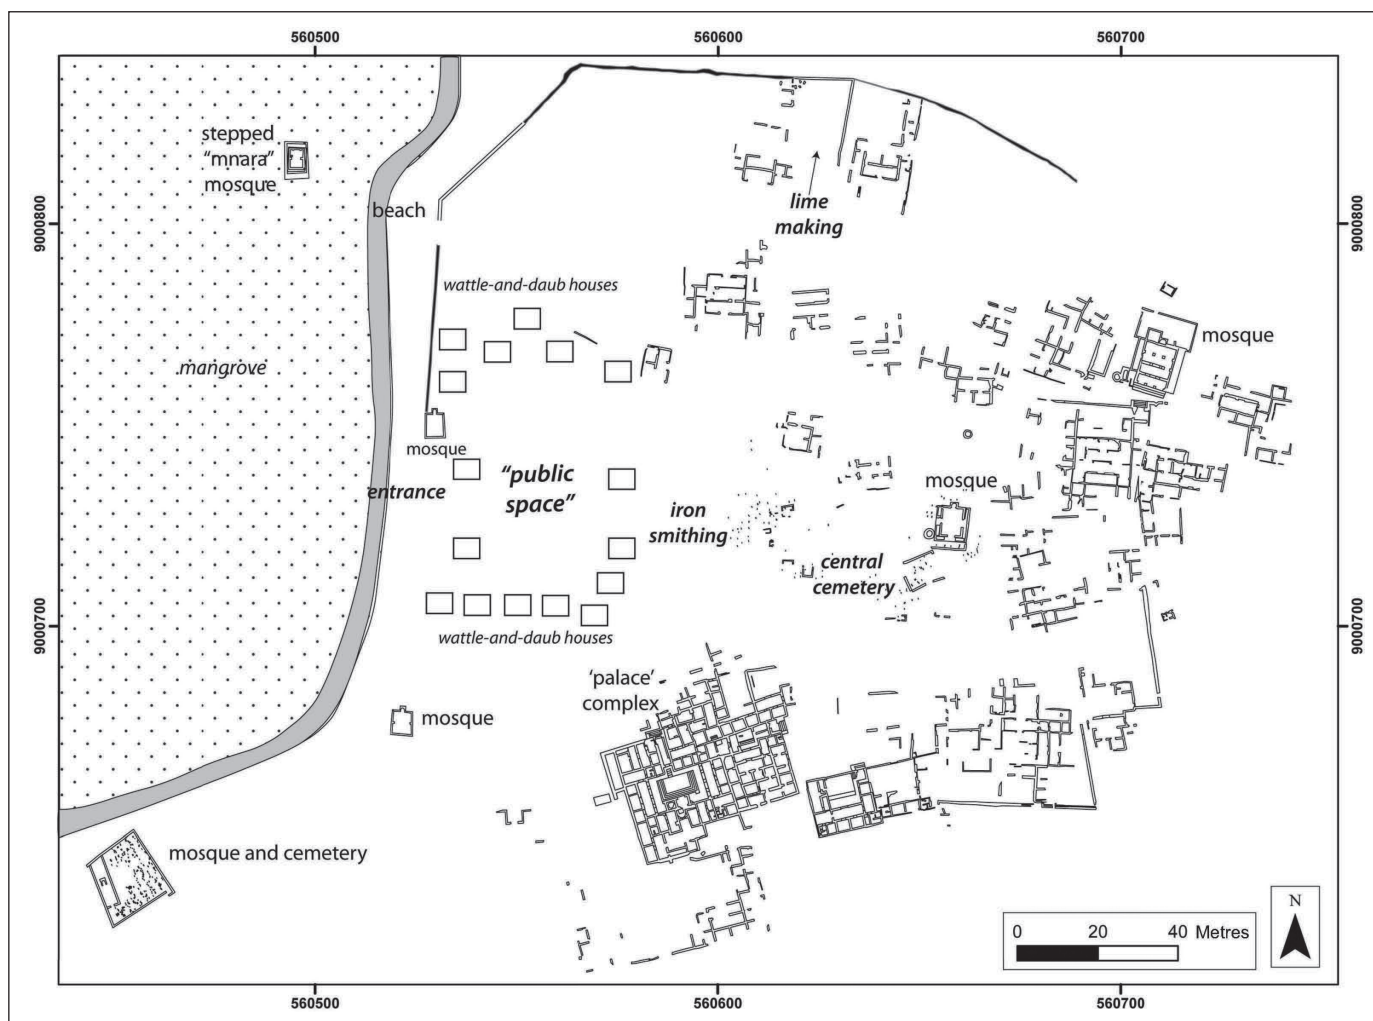 560500
560600
560700
stepped
“mnara”
mosque
beach
lime
making
9000800
9000800
wattle-and-daub houses
mosque
mangrove
mosque
entrance
“public
space”
mosque
iron
smithing
central
cemetery
9000700
9000700
wattle-and-daub houses
‘palace’
complex
mosque
mosque and cemetery
N
0
20
40 Metres
560500
560600
560700